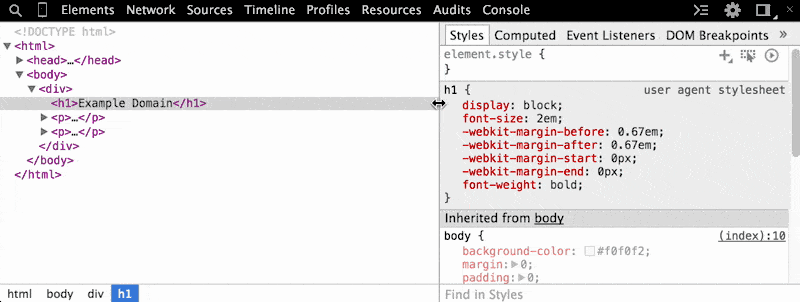 Elements Network Sources Timeline Profiles Resources Audits Console
<!DOCTYPE html>
<html>
<head>…</head>
<body>
<div>
<h1>Example Domain</h1>
<p>…</p>
<p>…</p>
</div>
</body>
</html>
html body div h1
Styles Computed Event Listeners DOM Breakpoints »
element.style {
}
h1 { user agent stylesheet
display: block;
font-size: 2em;
-webkit-margin-before: 0.67em;
-webkit-margin-after: 0.67em;
-webkit-margin-start: 0px;
-webkit-margin-end: 0px;
font-weight: bold;
}
Inherited from body
body { (index):10
background-color: #f0f0f2;
margin: 0;
padding: 0;
Find in Styles